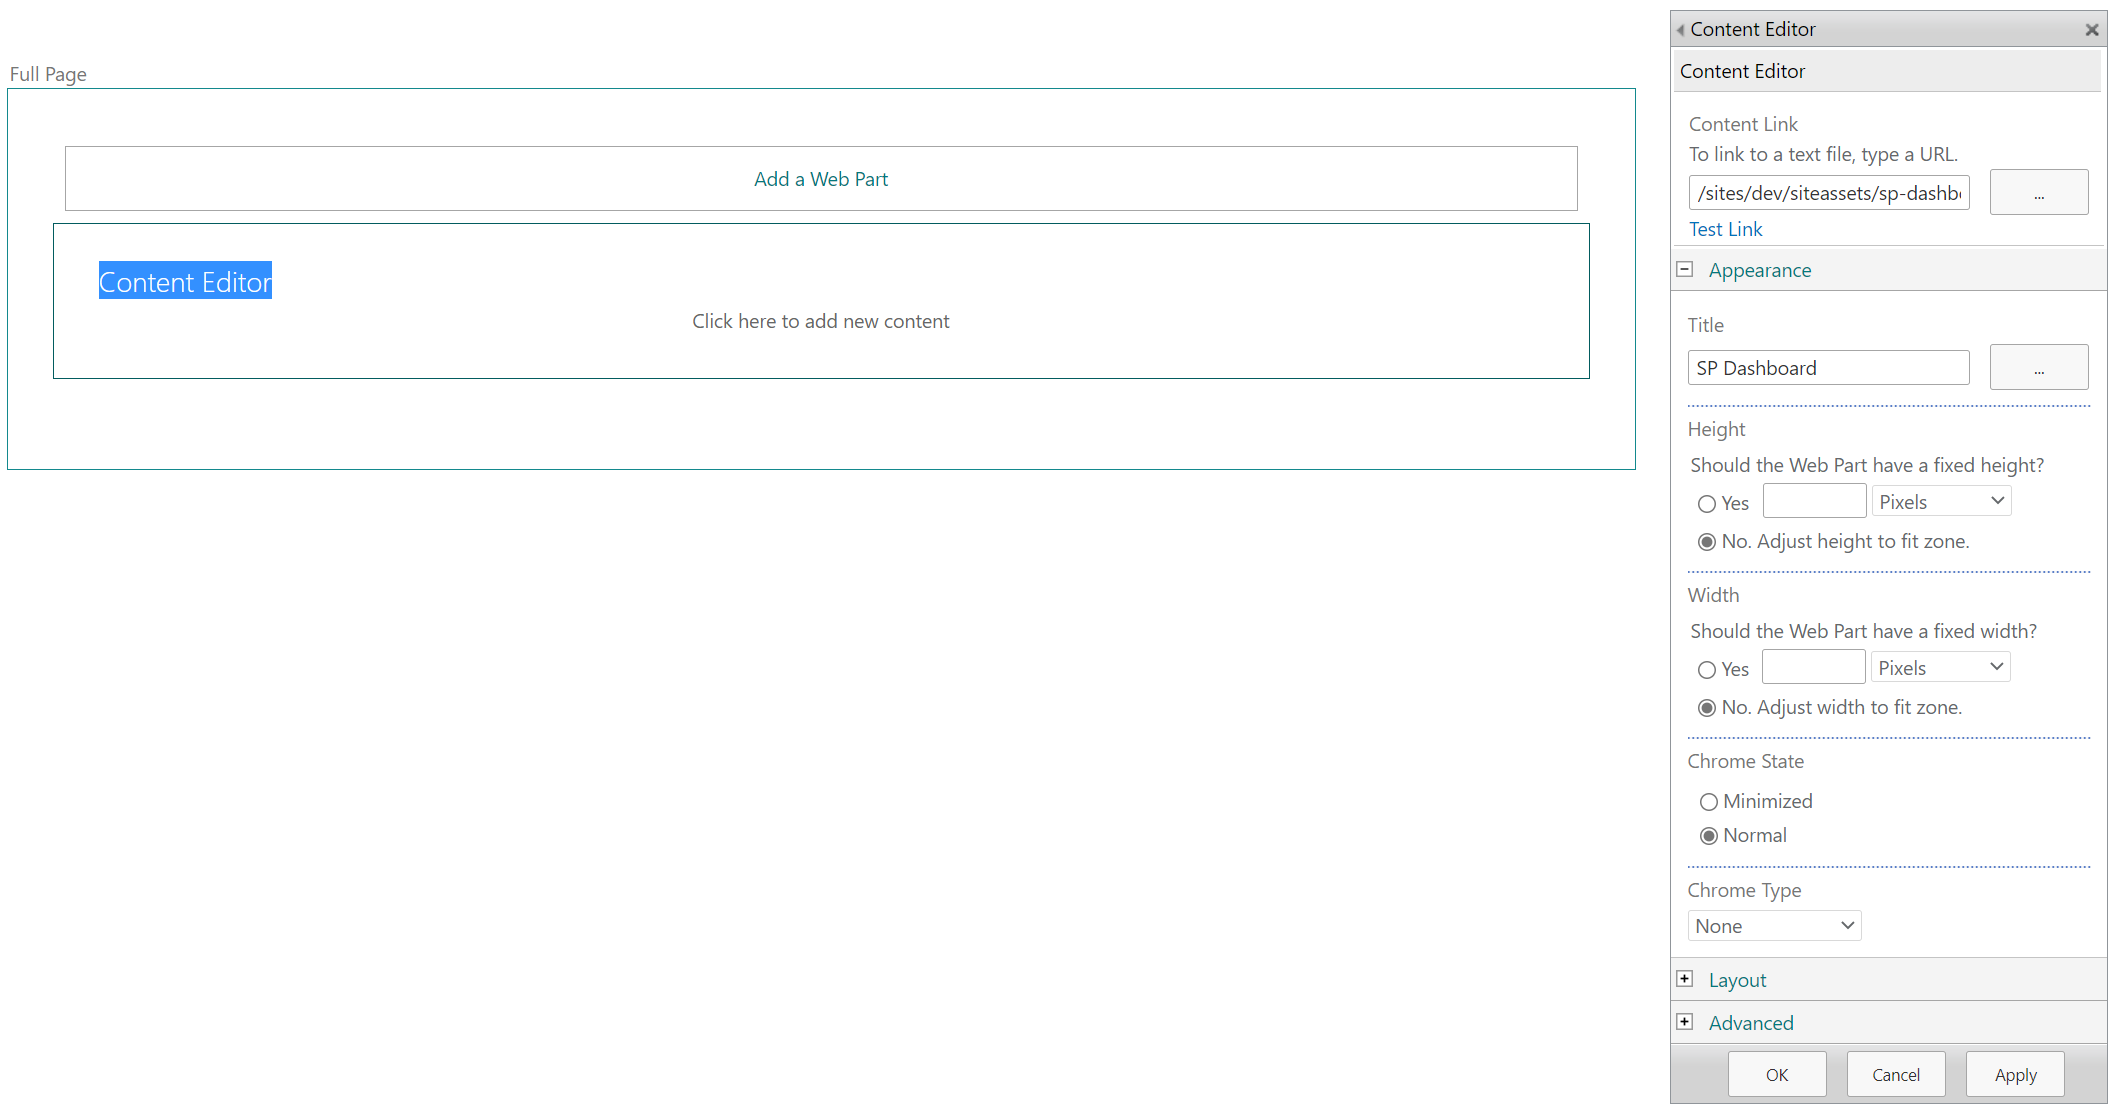 Full Page
Add a Web Part
Content Editor
Click here to add new content
Content Editor
Content Editor
Content Link
To link to a text file, type a URL.
/sites/dev/siteassets/sp-dashb
...
Test Link
Appearance
Title
SP Dashboard
...
Height
Should the Web Part have a fixed height?
Yes
Pixels
No. Adjust height to fit zone.
Width
Should the Web Part have a fixed width?
Yes
Pixels
No. Adjust width to fit zone.
Chrome State
Minimized
Normal
Chrome Type
None
Layout
Advanced
OK Cancel Apply